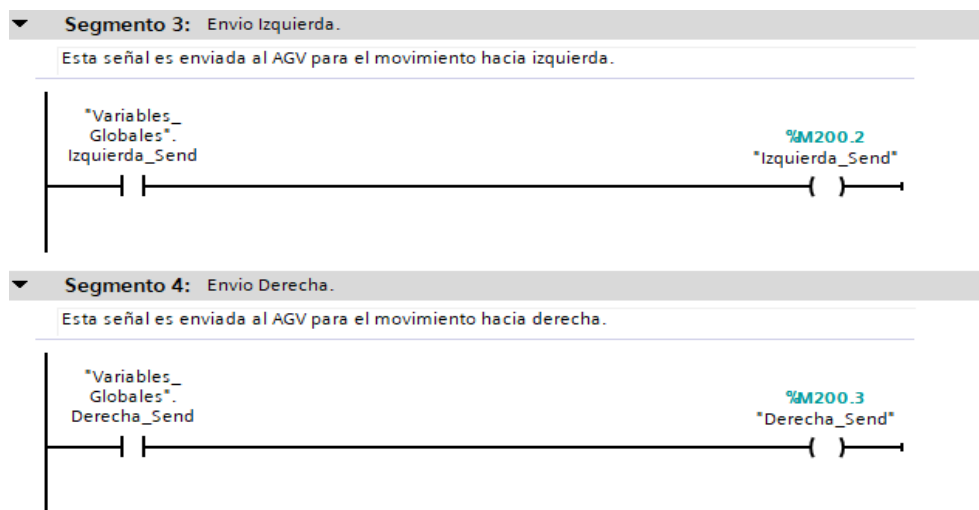 Segmento 3: Envio Izquierda.
Esta señal es enviada al AGV para el movimiento hacia izquierda.
"Variables_
Globales".
Izquierda_Send
%M200.2
"Izquierda_Send"
Segmento 4: Envio Derecha.
Esta señal es enviada al AGV para el movimiento hacia derecha.
"Variables_
Globales".
Derecha_Send
%M200.3
"Derecha_Send"